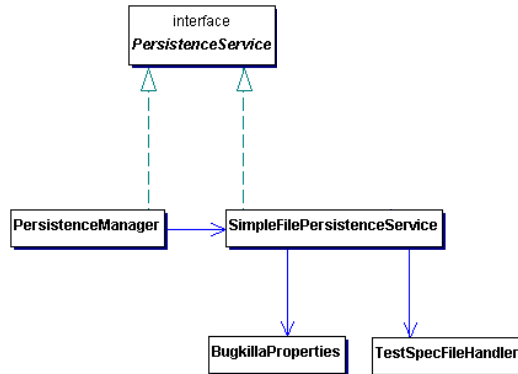 interface
PersistenceService
PersistenceManager
SimpleFilePersistenceService
BugkillaProperties
TestSpecFileHandler